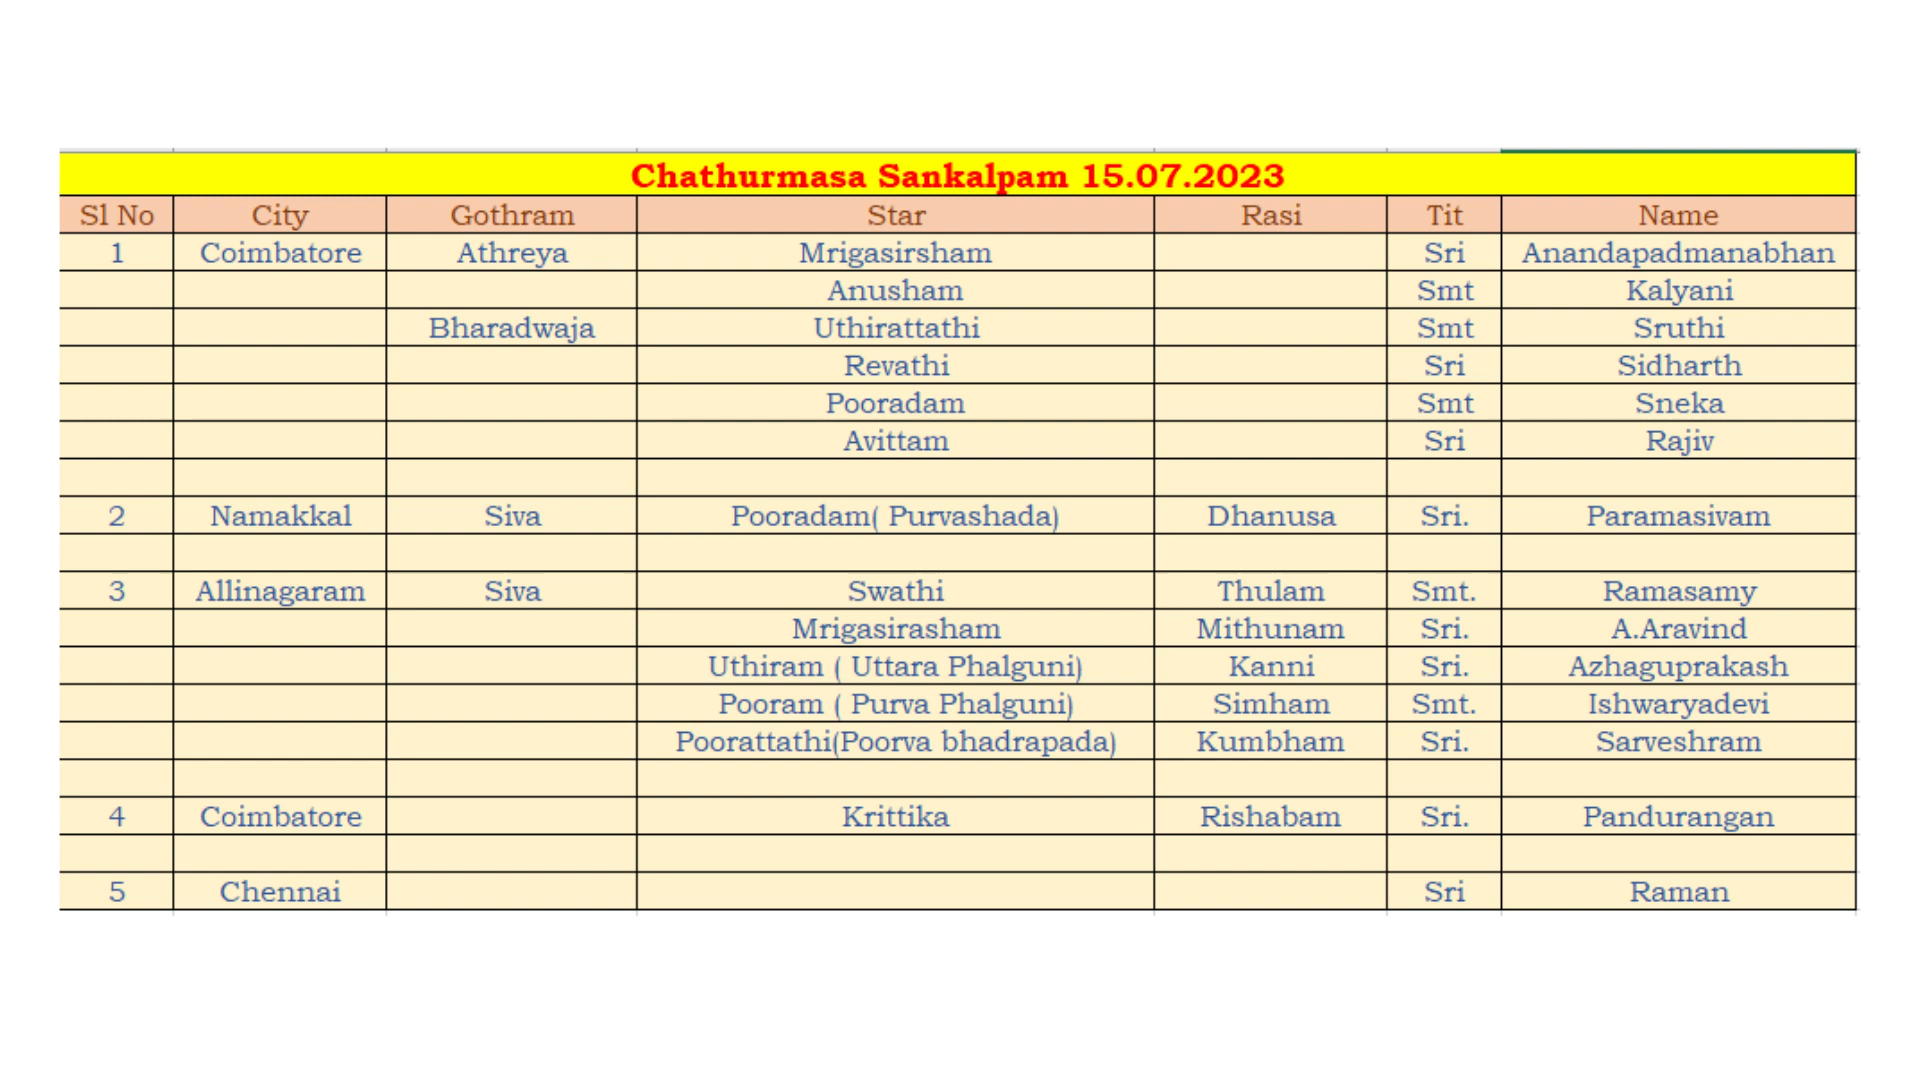 Chathurmasa Sankalpam 15.07.2023
Sl No City Gothram Star Rasi Tit Name
1 Coimbatore Athreya Mrigasirsham Sri Anandapadmanabhan
Anusham Smt Kalyani
Bharadwaja Uthirattathi Smt Sruthi
Revathi Sri Sidharth
Pooradam Smt Sneka
Avittam Sri Rajiv
2 Namakkal Siva Pooradam( Purvashada) Dhanusa Sri. Paramasivam
3 Allinagaram Siva Swathi Thulam Smt. Ramasamy
Mrigasirasham Mithunam Sri. A.Aravind
Uthiram ( Uttara Phalguni) Kanni Sri. Azhaguprakash
Pooram ( Purva Phalguni) Simham Smt. Ishwaryadevi
Poorattathi(Poorva bhadrapada) Kumbham Sri. Sarveshram
4 Coimbatore Krittika Rishabam Sri. Pandurangan
5 Chennai Sri Raman